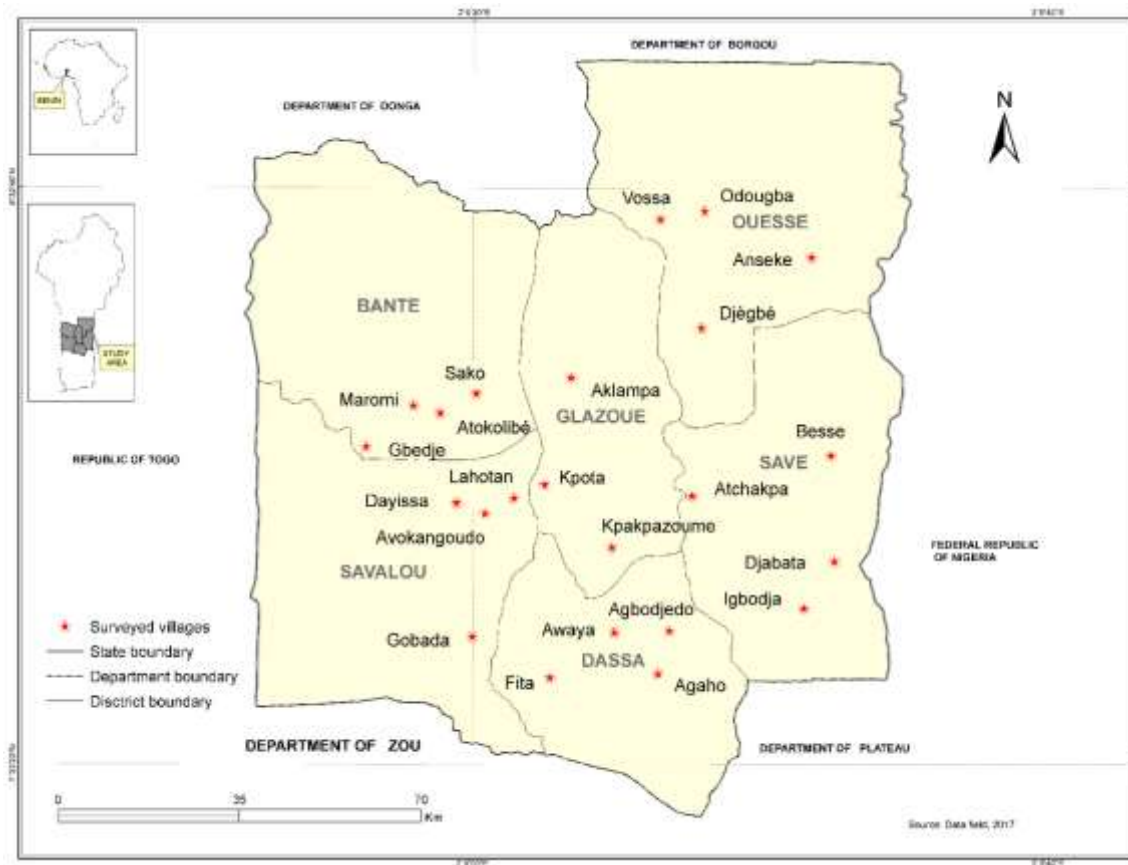 DEPARTMENT OF BORGOU
DEPARTMENT OF DONGA
BENIN
N
Vossa
Odougba
OUESSE
Anseke
BANTE
Djègbé
STUDY
AREA
Sako
Maromi
Aklampa
Atokolibé
GLAZOUE
Gbedje
Besse
REPUBLIC OF TOGO
SAVE
Lahotan
Kpota
Atchakpa
Dayissa
Avokangoudo
Kpakpazoume
FEDERAL REPUBLIC
OF NIGERIA
Djabata
SAVALOU
Igbodja
Agbodjedo
Surveyed villages
Awaya
Gobada
State boundary
DASSA
Department boundary
Fita
Agaho
Disctrict boundary
DEPARTMENT OF ZOU
DEPARTMENT OF PLATEAU
0
35
70
Km
Source: Data field, 2017